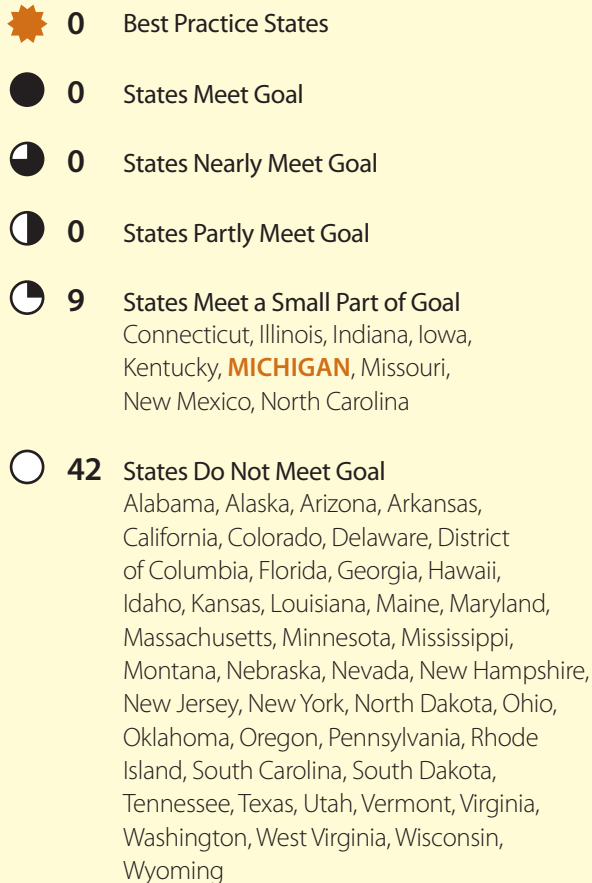 0 Best Practice States
0 States Meet Goal
0 States Nearly Meet Goal
0 States Partly Meet Goal
9 States Meet a Small Part of Goal
Connecticut, Illinois, Indiana, Iowa,
Kentucky, MICHIGAN, Missouri,
New Mexico, North Carolina
42 States Do Not Meet Goal
Alabama, Alaska, Arizona, Arkansas,
California, Colorado, Delaware, District
of Columbia, Florida, Georgia, Hawaii,
Idaho, Kansas, Louisiana, Maine, Maryland,
Massachusetts, Minnesota, Mississippi,
Montana, Nebraska, Nevada, New Hampshire,
New Jersey, New York, North Dakota, Ohio,
Oklahoma, Oregon, Pennsylvania, Rhode
Island, South Carolina, South Dakota,
Tennessee, Texas, Utah, Vermont, Virginia,
Washington, West Virginia, Wisconsin,
Wyoming